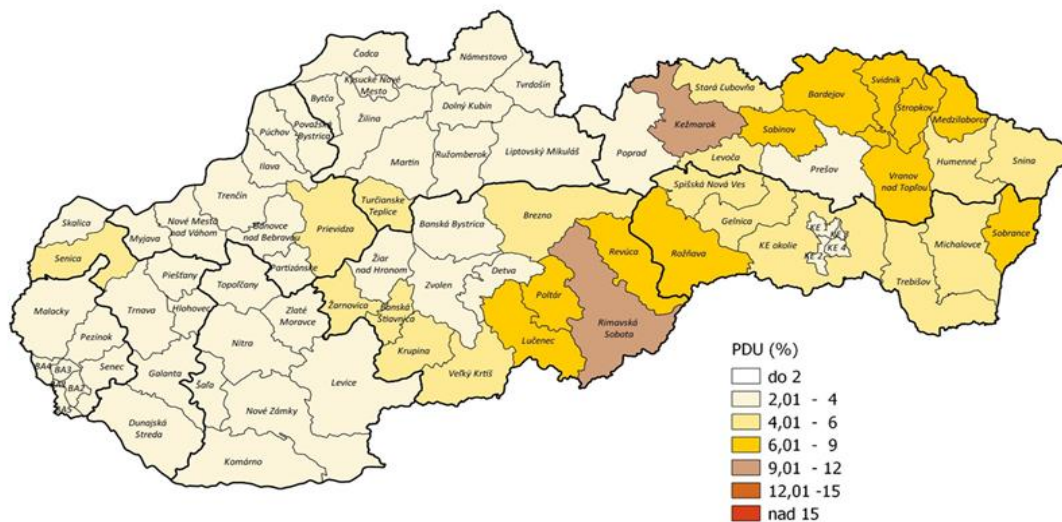 Čadca
Námestovo
Tvrdošín
Kysucké Nové
Mesto
Bytča
Žilina
Dolný Kubín
Púchov
Považská
Bystrica
Martin
Ružomberok
Liptovský Mikuláš
Ilava
Poprad
Kežmarok
Stará Ľubovňa
Levoča
Sabinov
Bardejov
Svidník
Stropkov
Medzilaborce
Prešov
Vranov
nad Topľou
Humenné
Snina
Trenčín
Skalica
Senica
Myjava
Nové Mesto
nad Váhom
Bánovce
nad Bebravou
Prievidza
Turčianske
Teplice
Partizánske
Banská Bystrica
Brezno
Spišská Nová Ves
Gelnica
Rožňava
Revúca
KE okolie
KE 1
KE 3
KE 4
KE 2
Michalovce
Sobrance
Trebišov
Žiar
nad Hronom
Zvolen
Detva
Poltár
Lučenec
Rimavská
Sobota
Žarnovica
Banská
Štiavnica
Krupina
Veľký Krtíš
Piešťany
Topoľčany
Malacky
Trnava
Hlohovec
Zlaté
Moravce
Pezinok
Nitra
Senec
Galanta
Šaľa
Levice
BA4
BA3
BA2
BA5
Dunajská
Streda
Nové Zámky
Komárno
PDU (%)
do 2
2,01 - 4
4,01 - 6
6,01 - 9
9,01 - 12
12,01 -15
nad 15